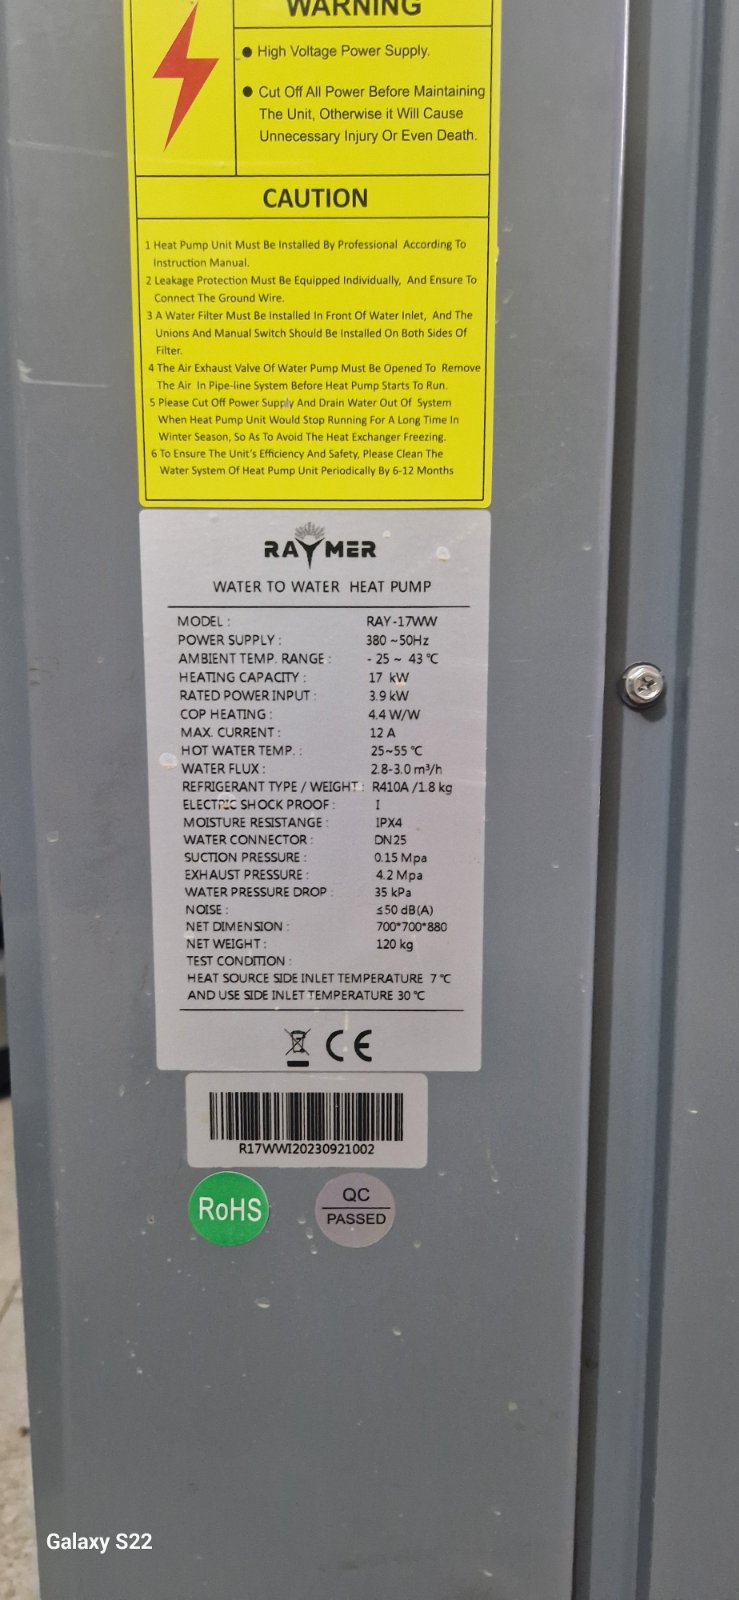 WARNING
● High Voltage Power Supply.
● Cut Off All Power Before Maintaining
The Unit, Otherwise it Will Cause
Unnecessary Injury Or Even Death.
CAUTION
1 Heat Pump Unit Must Be Installed By Professional According To
Instruction Manual.
2 Leakage Protection Must Be Equipped Individually, And Ensure To
Connect The Ground Wire.
3 A Water Filter Must Be Installed In Front Of Water Inlet, And The
Unions And Manual Switch Should Be Installed On Both Sides Of
Filter.
4 The Air Exhaust Valve Of Water Pump Must Be Opened To Remove
The Air In Pipe-line System Before Heat Pump Starts To Run.
5 Please Cut Off Power Supply And Drain Water Out Of System
When Heat Pump Unit Would Stop Running For A Long Time In
Winter Season, So As To Avoid The Heat Exchanger Freezing.
6 To Ensure The Unit's Efficiency And Safety, Please Clean The
Water System Of Heat Pump Unit Periodically By 6-12 Months
RAYMER
WATER TO WATER HEAT PUMP
MODEL : RAY-17WW
POWER SUPPLY : 380 ~50Hz
AMBIENT TEMP. RANGE : - 25 ~ 43 ℃
HEATING CAPACITY : 17 kW
RATED POWER INPUT : 3.9 kW
COP HEATING : 4.4 W/W
MAX. CURRENT : 12 A
HOT WATER TEMP. : 25~55 ℃
WATER FLUX : 2.8-3.0 m³/h
REFRIGERANT TYPE / WEIGHT : R410A /1.8 kg
ELECTRIC SHOCK PROOF : I
MOISTURE RESISTANCE : IPX4
WATER CONNECTOR : DN25
SUCTION PRESSURE : 0.15 Mpa
EXHAUST PRESSURE : 4.2 Mpa
WATER PRESSURE DROP : 35 kPa
NOISE : ≤50 dB(A)
NET DIMENSION : 700*700*880
NET WEIGHT : 120 kg
TEST CONDITION :
HEAT SOURCE SIDE INLET TEMPERATURE 7 ℃
AND USE SIDE INLET TEMPERATURE 30 ℃
CE
R17WWI20230921002
RoHS
QC
PASSED
Galaxy S22